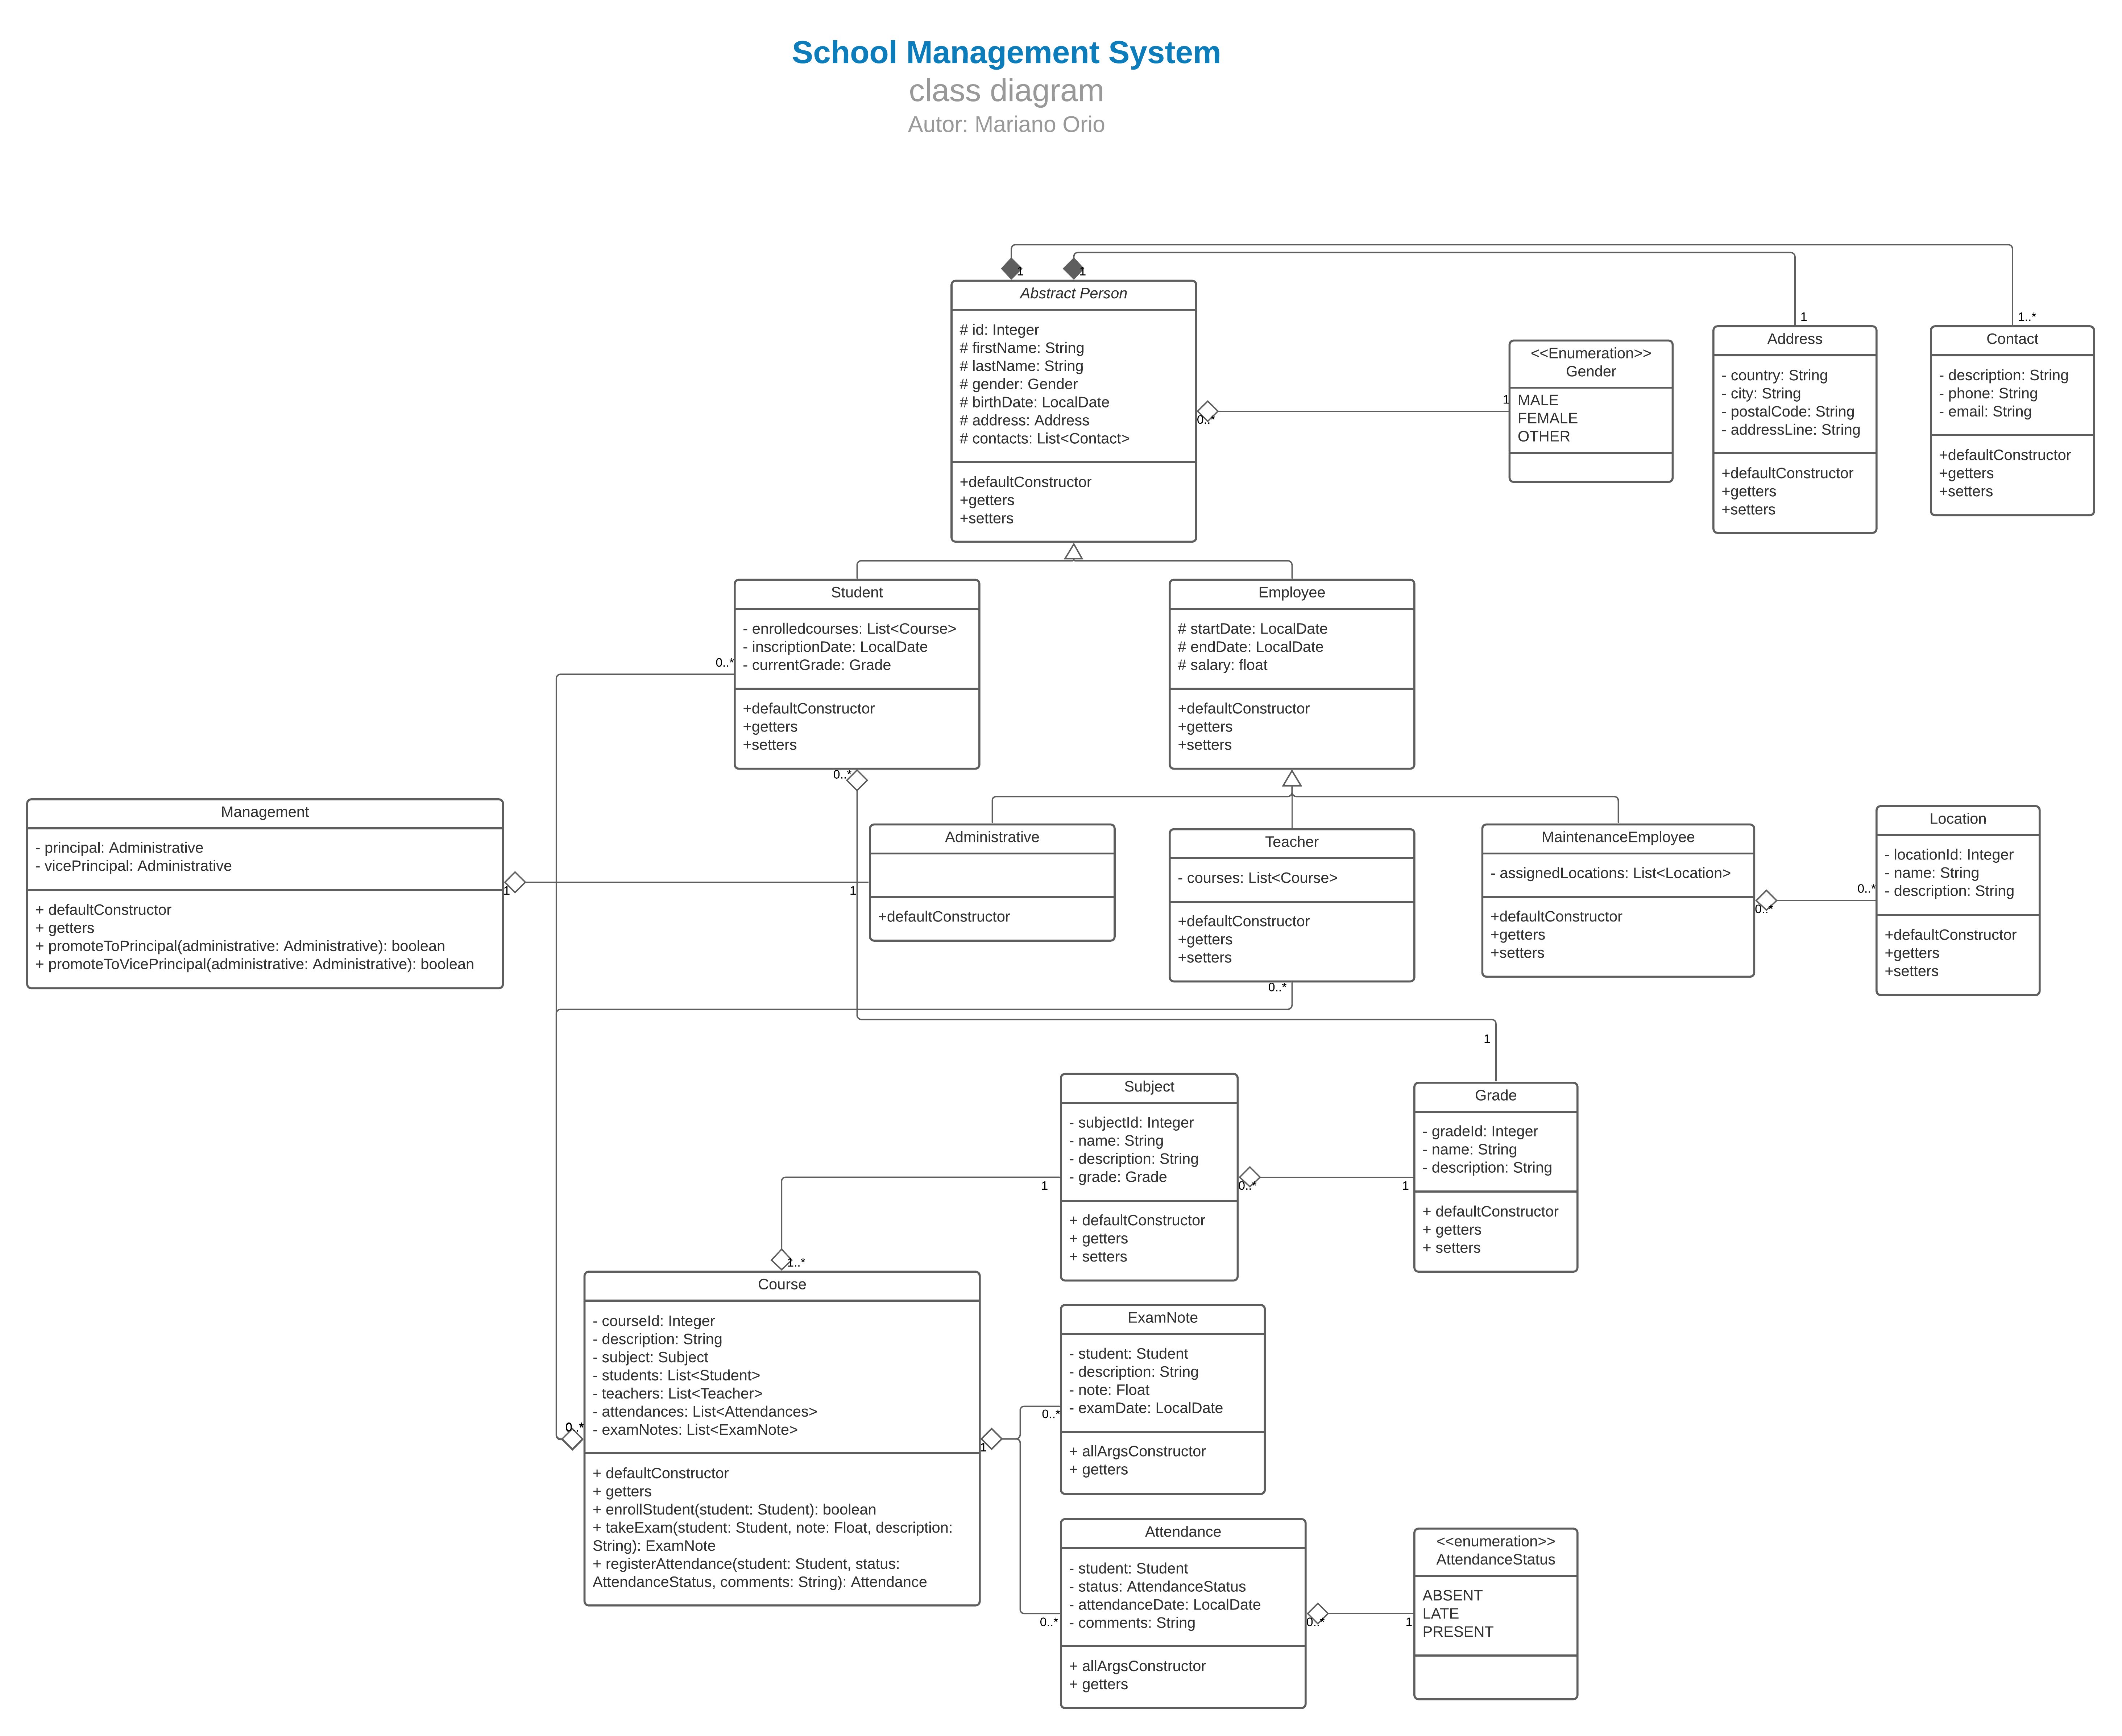 School Management System
class diagram
Autor: Mariano Orio
1
1
1
1..*
Abstract Person
# id: Integer
# firstName: String
# lastName: String
# gender: Gender
# birthDate: LocalDate
# address: Address
# contacts: List<Contact>
+defaultConstructor
+getters
+setters
0..*
1
<<Enumeration>>
Gender
MALE
FEMALE
OTHER
Address
- country: String
- city: String
- postalCode: String
- addressLine: String
+defaultConstructor
+getters
+setters
Contact
- description: String
- phone: String
- email: String
+defaultConstructor
+getters
+setters
Student
- enrolledcourses: List<Course>
- inscriptionDate: LocalDate
- currentGrade: Grade
+defaultConstructor
+getters
+setters
0..*
0..*
Employee
# startDate: LocalDate
# endDate: LocalDate
# salary: float
+defaultConstructor
+getters
+setters
Management
- principal: Administrative
- vicePrincipal: Administrative
+ defaultConstructor
+ getters
+ promoteToPrincipal(administrative: Administrative): boolean
+ promoteToVicePrincipal(administrative: Administrative): boolean
1
1
Administrative
+defaultConstructor
Teacher
- courses: List<Course>
+defaultConstructor
+getters
+setters
0..*
MaintenanceEmployee
- assignedLocations: List<Location>
+defaultConstructor
+getters
+setters
0..*
0..*
Location
- locationId: Integer
- name: String
- description: String
+defaultConstructor
+getters
+setters
1
Subject
- subjectId: Integer
- name: String
- description: String
- grade: Grade
+ defaultConstructor
+ getters
+ setters
1
0..*
1
Grade
- gradeId: Integer
- name: String
- description: String
+ defaultConstructor
+ getters
+ setters
1..*
Course
- courseId: Integer
- description: String
- subject: Subject
- students: List<Student>
- teachers: List<Teacher>
- attendances: List<Attendances>
- examNotes: List<ExamNote>
+ defaultConstructor
+ getters
+ enrollStudent(student: Student): boolean
+ takeExam(student: Student, note: Float, description:
String): ExamNote
+ registerAttendance(student: Student, status:
AttendanceStatus, comments: String): Attendance
0..*
1
0..*
0..*
ExamNote
- student: Student
- description: String
- note: Float
- examDate: LocalDate
+ allArgsConstructor
+ getters
Attendance
- student: Student
- status: AttendanceStatus
- attendanceDate: LocalDate
- comments: String
+ allArgsConstructor
+ getters
0..*
1
<<enumeration>>
AttendanceStatus
ABSENT
LATE
PRESENT